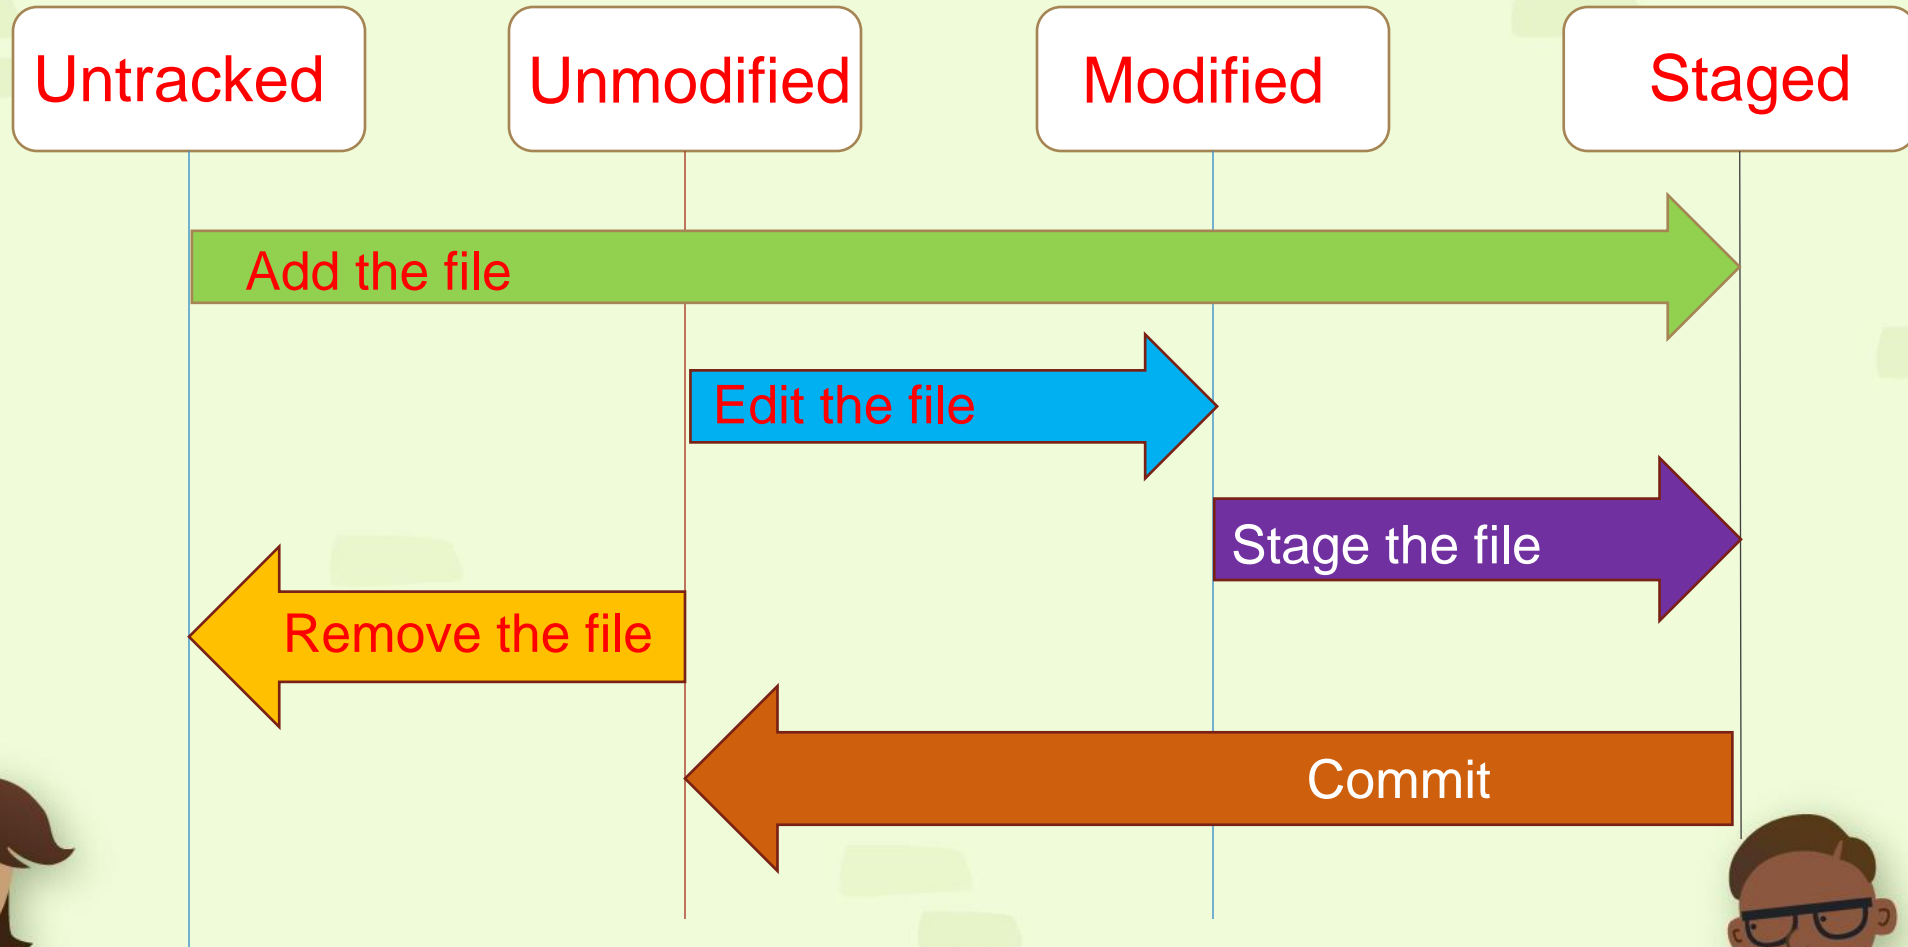 Untracked
Unmodified
Modified
Staged
Add the file
Edit the file
Stage the file
Remove the file
Commit